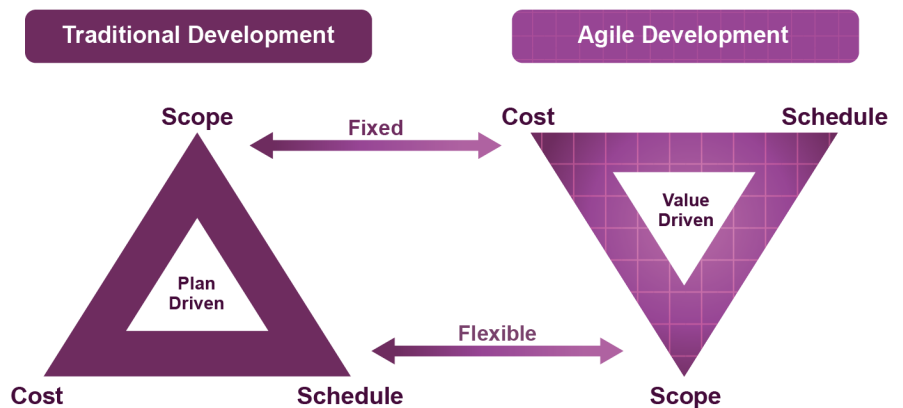 Traditional Development
Agile Development
Scope
Fixed
Cost
Schedule
Value
Driven
Plan
Driven
Flexible
Cost
Schedule
Scope